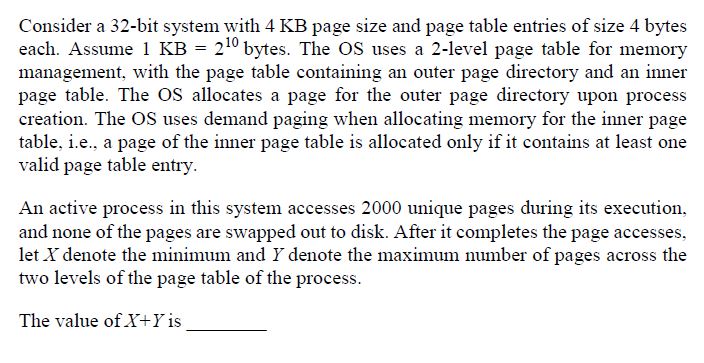 Consider a 32-bit system with 4 KB page size and page table entries of size 4 bytes
each. Assume 1 KB = 2¹⁰ bytes. The OS uses a 2-level page table for memory
management, with the page table containing an outer page directory and an inner
page table. The OS allocates a page for the outer page directory upon process
creation. The OS uses demand paging when allocating memory for the inner page
table, i.e., a page of the inner page table is allocated only if it contains at least one
valid page table entry.
An active process in this system accesses 2000 unique pages during its execution,
and none of the pages are swapped out to disk. After it completes the page accesses,
let X denote the minimum and Y denote the maximum number of pages across the
two levels of the page table of the process.
The value of X+Y is ________